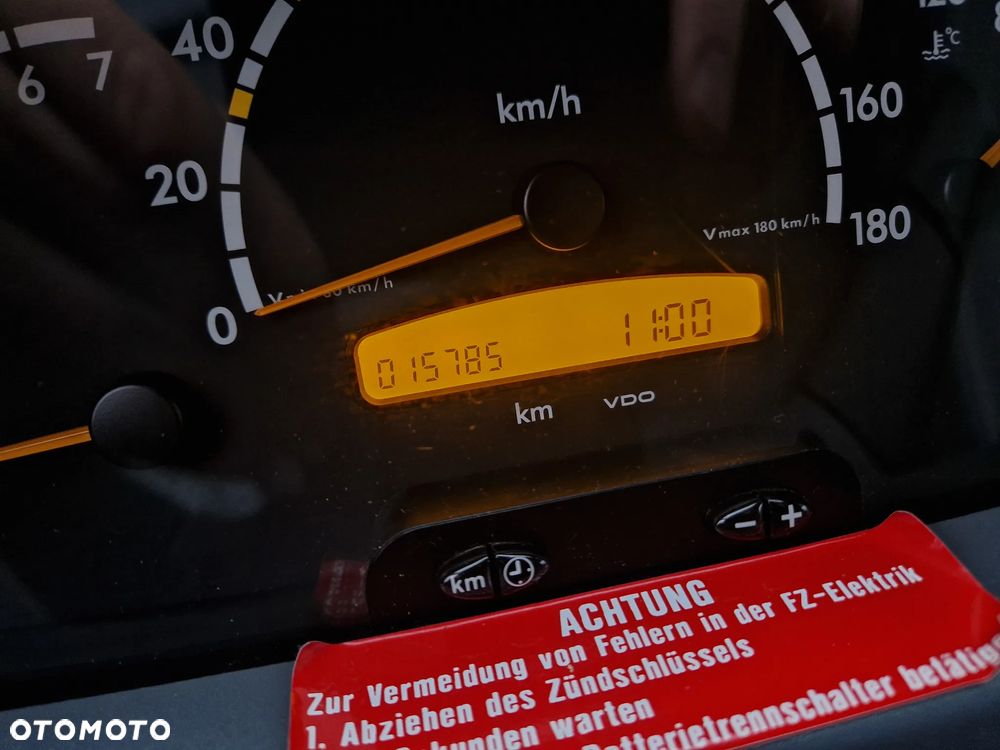 40
6
7
km/h
°C
160
20
Vmax 180 km/h
180
km/h
0
015785
11:00
km
VDO
- +
km
ACHTUNG
Zur Vermeidung von Fehlern in der FZ-Elektrik
1. Abziehen des Zündschlüssels
warten
OTOMOTO